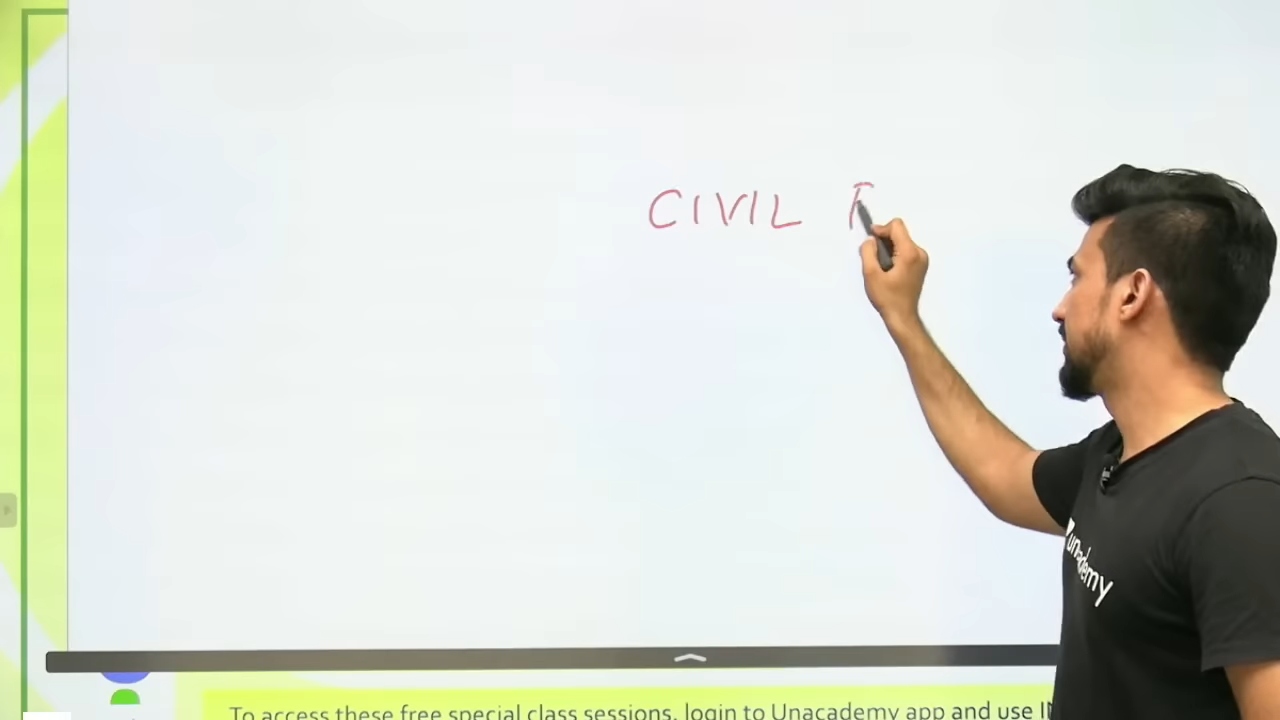 CIVIL
unacademy
To access these free special class sessions, login to Unacademy app and use